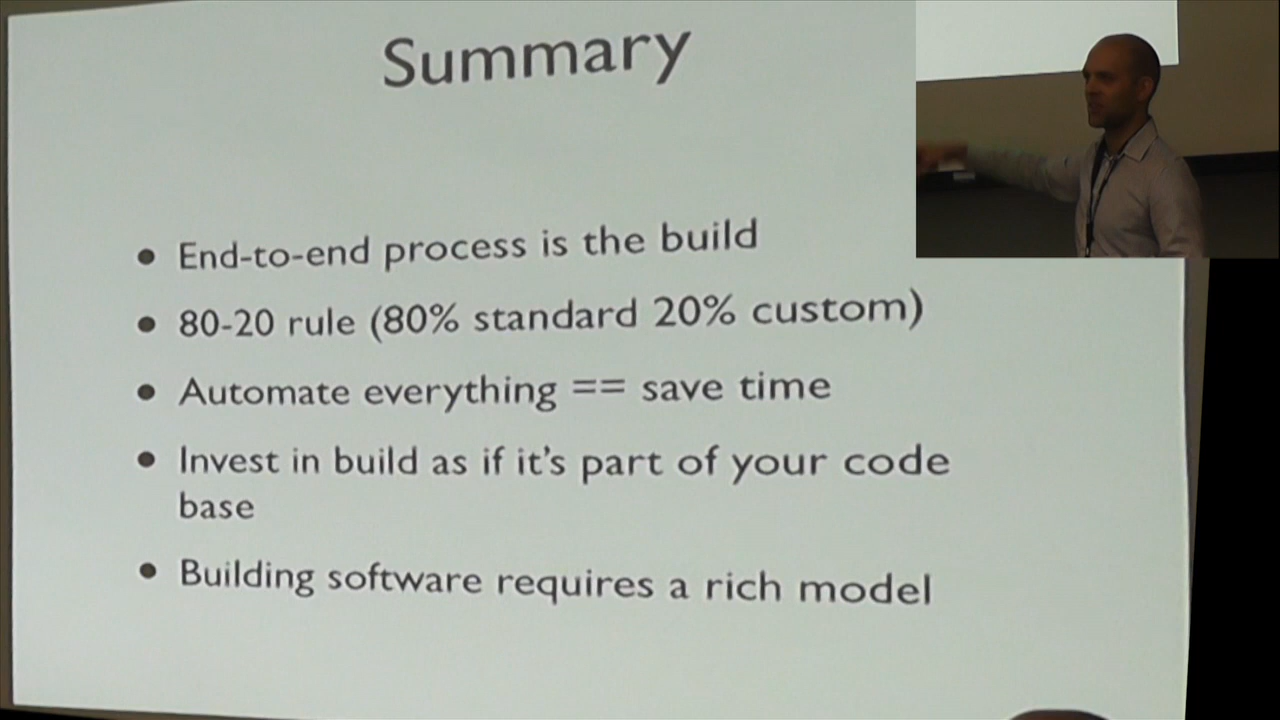 Summary
• End-to-end process is the build
• 80-20 rule (80% standard 20% custom)
• Automate everything == save time
• Invest in build as if it's part of your code
base
• Building software requires a rich model